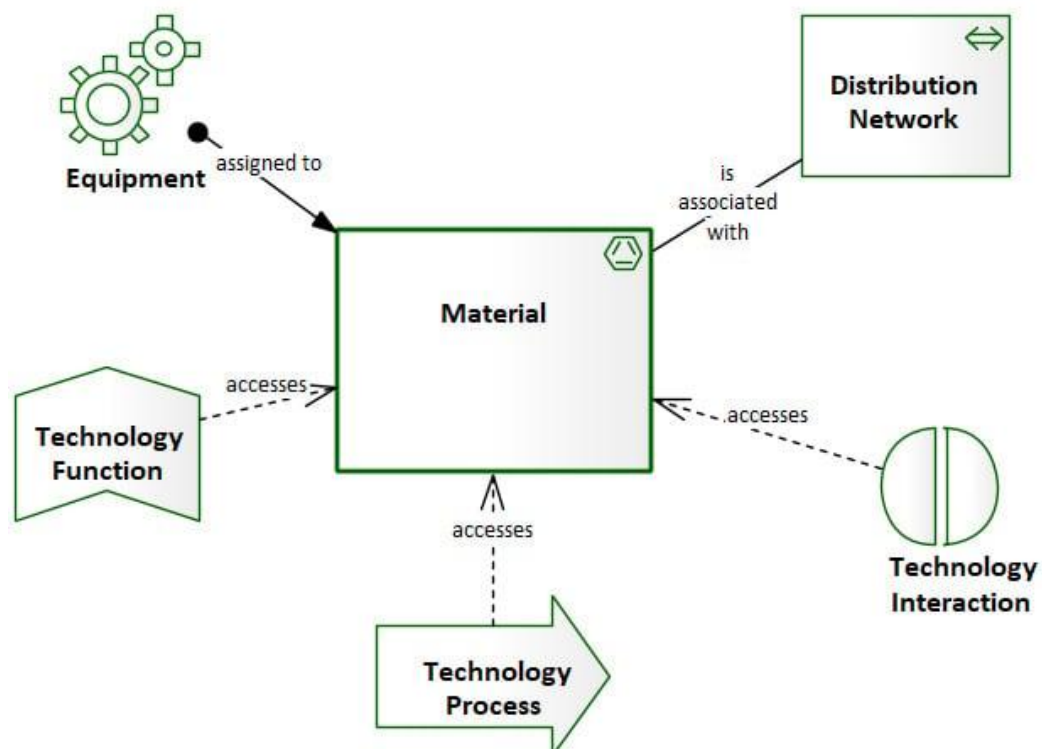 Distribution
Network
Equipment
assigned to
is
associated
with
Material
accesses
Technology
Function
accesses
Technology
Interaction
accesses
Technology
Process